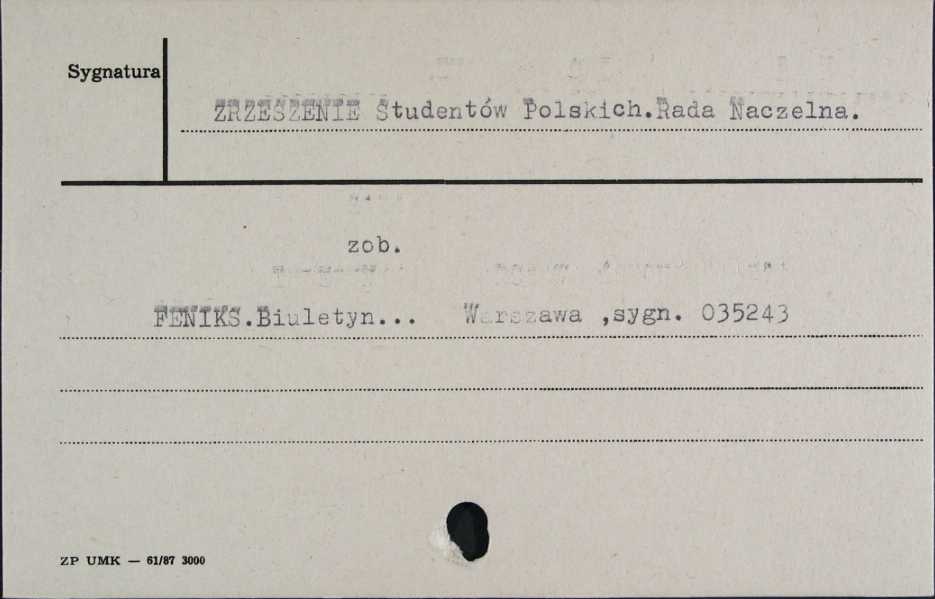 Sygnatura
ZRZESZENIE Studentów Polskich.Rada Naczelna.
zob.
FENIKS.Biuletyn... Warszawa ,sygn. 035243
ZP UMK — 61/87 3000